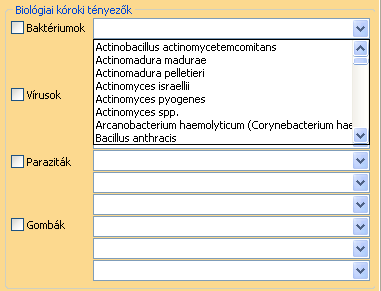 Biológiai kóroki tényezők
Baktériumok
Actinobacillus actinomycetemcomitans
Actinomadura madurae
Actinomadura pelletieri
Actinomyces israellii
Actinomyces pyogenes
Actinomyces spp.
Arcanobacterium haemolyticum (Corynebacterium hae
Bacillus anthracis
Vírusok
Paraziták
Gombák